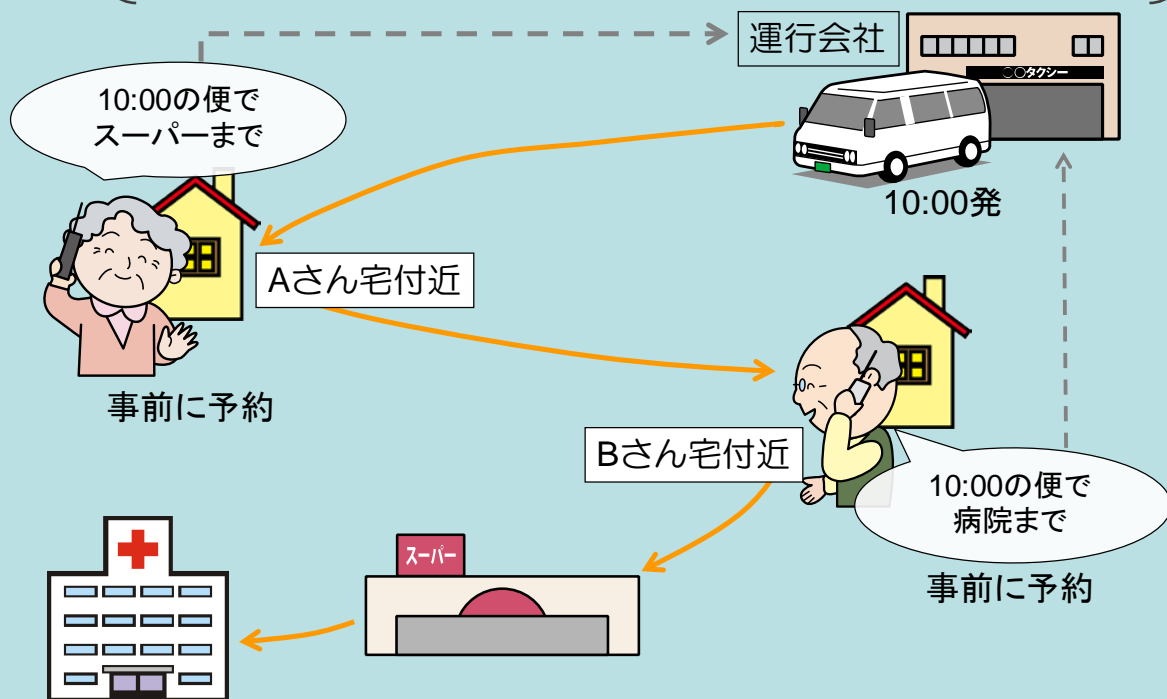 運行会社
○○タクシー
10:00の便で
スーパーまで
10:00発
Aさん宅付近
事前に予約
Bさん宅付近
10:00の便で
病院まで
スーパー
事前に予約